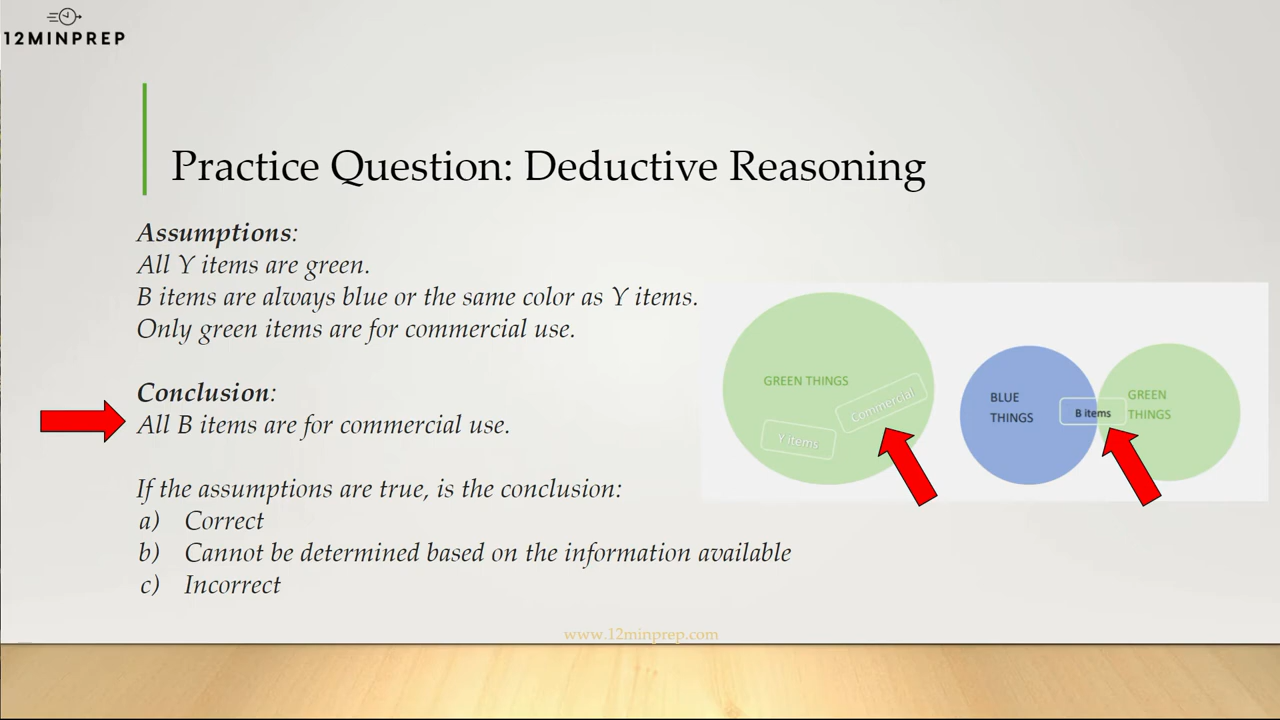 12MINPREP
Practice Question: Deductive Reasoning
Assumptions:
All Y items are green.
B items are always blue or the same color as Y items.
Only green items are for commercial use.
Conclusion:
All B items are for commercial use.
If the assumptions are true, is the conclusion:
a) Correct
b) Cannot be determined based on the information available
c) Incorrect
GREEN THINGS
Commercial
Y items
BLUE
THINGS
B items
GREEN
THINGS
www.12minprep.com